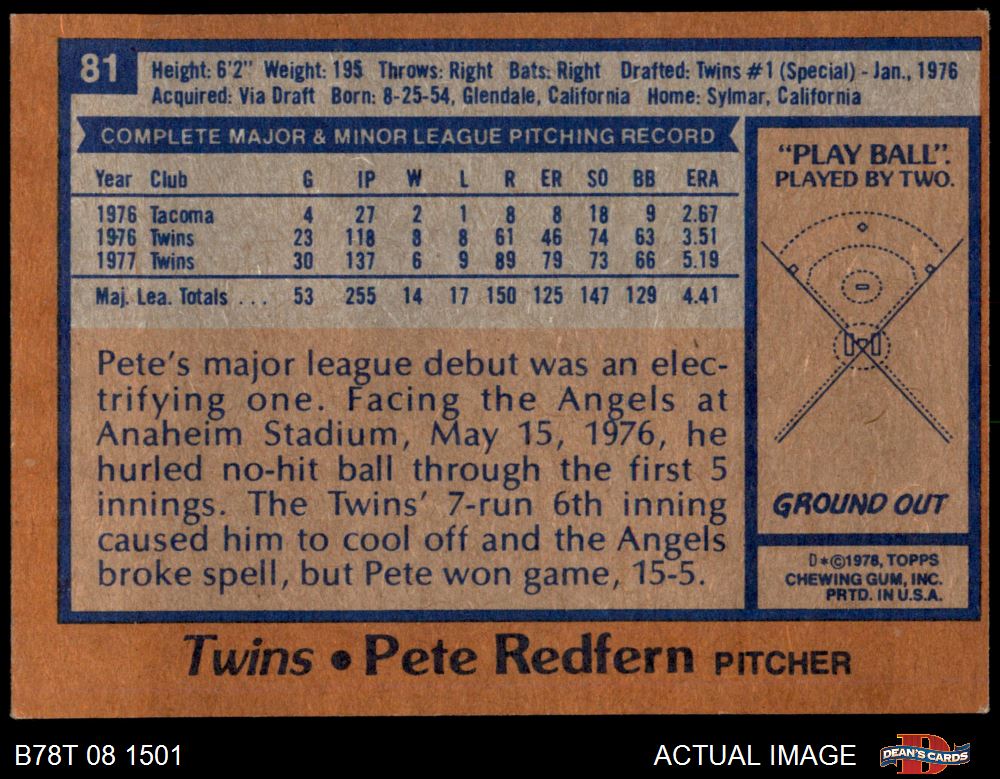 81
Height: 6'2" Weight: 195 Throws: Right Bats: Right Drafted: Twins #1 (Special) - Jan., 1976
Acquired: Via Draft Born: 8-25-54, Glendale, California Home: Sylmar, California
COMPLETE MAJOR & MINOR LEAGUE PITCHING RECORD
Year Club G IP W L R ER SO BB ERA
1976 Tacoma 4 27 2 1 8 8 18 9 2.67
1976 Twins 23 118 8 8 61 46 74 63 3.51
1977 Twins 30 137 6 9 89 79 73 66 5.19
Maj. Lea. Totals ... 53 255 14 17 150 125 147 129 4.41
Pete's major league debut was an elec-
trifying one. Facing the Angels at
Anaheim Stadium, May 15, 1976, he
hurled no-hit ball through the first 5
innings. The Twins' 7-run 6th inning
caused him to cool off and the Angels
broke spell, but Pete won game, 15-5.
"PLAY BALL".
PLAYED BY TWO.
GROUND OUT
D*©1978, TOPPS
CHEWING GUM, INC.
PRTD. IN U.S.A.
Twins • Pete Redfern PITCHER
B78T 08 1501
ACTUAL IMAGE
D
DEAN'S CARDS